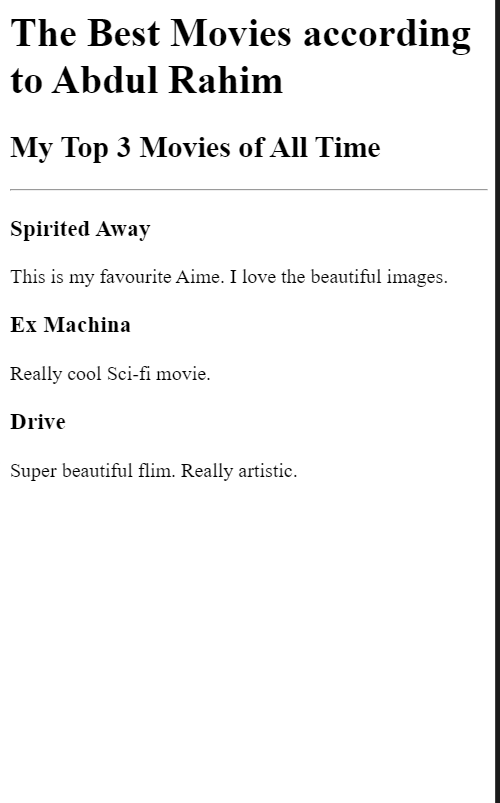 The Best Movies according
to Abdul Rahim
My Top 3 Movies of All Time
Spirited Away
This is my favourite Aime. I love the beautiful images.
Ex Machina
Really cool Sci-fi movie.
Drive
Super beautiful flim. Really artistic.